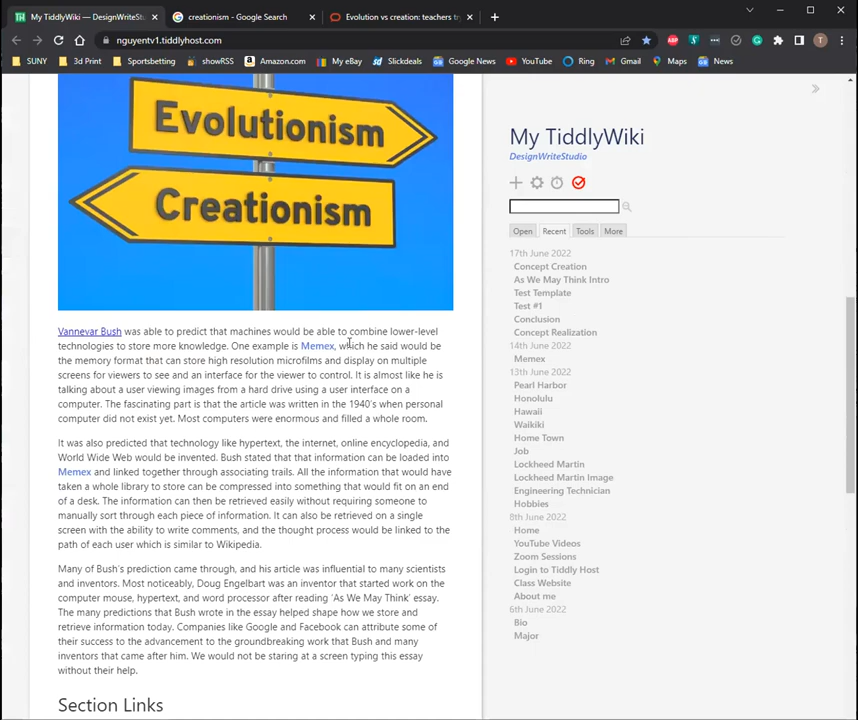 My TiddlyWiki — DesignWriteStu
creationism - Google Search
Evolution vs creation: teachers tr
nguyentv1.tiddlyhost.com
SUNY
3d Print
Sportsbetting
showRSS
Amazon.com
My eBay
Slickdeals
Google News
YouTube
Ring
Gmail
Maps
News
Evolutionism
Creationism
Vannevar Bush was able to predict that machines would be able to combine lower-level
technologies to store more knowledge. One example is Memex, which he said would be
the memory format that can store high resolution microfilms and display on multiple
screens for viewers to see and an interface for the viewer to control. It is almost like he is
talking about a user viewing images from a hard drive using a user interface on a
computer. The fascinating part is that the article was written in the 1940's when personal
computer did not exist yet. Most computers were enormous and filled a whole room.
It was also predicted that technology like hypertext, the internet, online encyclopedia, and
World Wide Web would be invented. Bush stated that that information can be loaded into
Memex and linked together through associating trails. All the information that would have
taken a whole library to store can be compressed into something that would fit on an end
of a desk. The information can then be retrieved easily without requiring someone to
manually sort through each piece of information. It can also be retrieved on a single
screen with the ability to write comments, and the thought process would be linked to the
path of each user which is similar to Wikipedia.
Many of Bush's prediction came through, and his article was influential to many scientists
and inventors. Most noticeably, Doug Engelbart was an inventor that started work on the
computer mouse, hypertext, and word processor after reading 'As We May Think' essay.
The many predictions that Bush wrote in the essay helped shape how we store and
retrieve information today. Companies like Google and Facebook can attribute some of
their success to the advancement to the groundbreaking work that Bush and many
inventors that came after him. We would not be staring at a screen typing this essay
without their help.
Section Links
My TiddlyWiki
DesignWriteStudio
Open
Recent
Tools
More
17th June 2022
Concept Creation
As We May Think Intro
Test Template
Test #1
Conclusion
Concept Realization
14th June 2022
Memex
13th June 2022
Pearl Harbor
Honolulu
Hawaii
Waikiki
Home Town
Job
Lockheed Martin
Lockheed Martin Image
Engineering Technician
Hobbies
8th June 2022
Home
YouTube Videos
Zoom Sessions
Login to Tiddly Host
Class Website
About me
6th June 2022
Bio
Major